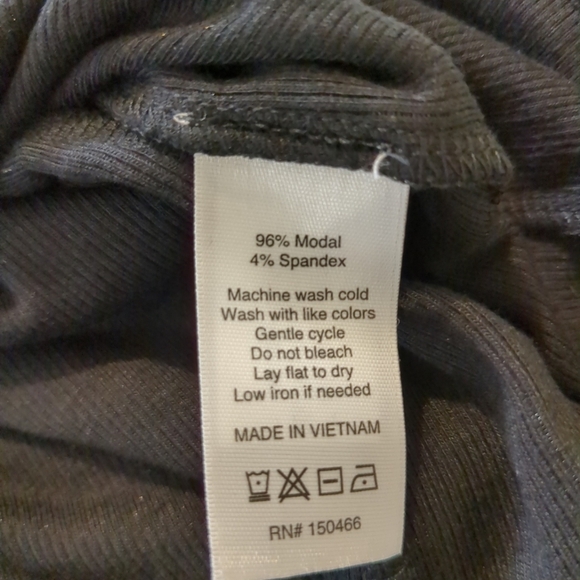 96% Modal
4% Spandex
Machine wash cold
Wash with like colors
Gentle cycle
Do not bleach
Lay flat to dry
Low iron if needed
MADE IN VIETNAM
RN# 150466